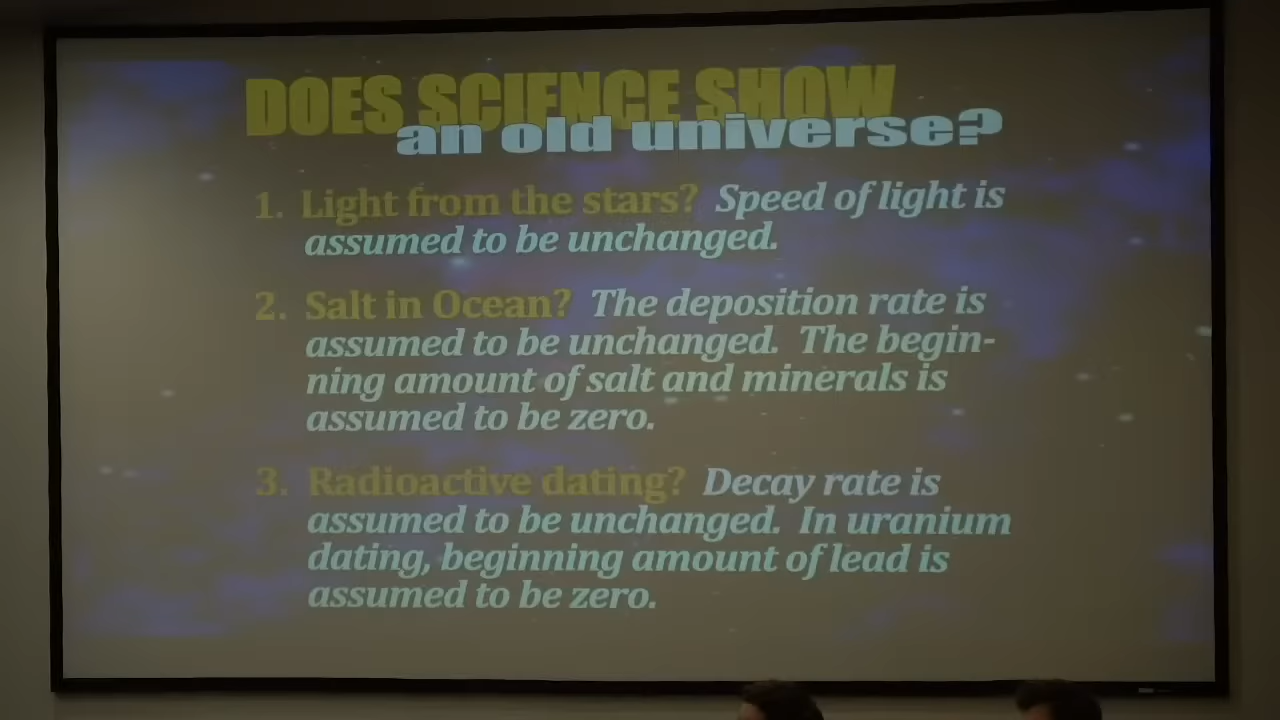 DOES SCIENCE SHOW
an old universe?
1. Light from the stars? Speed of light is
assumed to be unchanged.
2. Salt in Ocean? The deposition rate is
assumed to be unchanged. The begin-
ning amount of salt and minerals is
assumed to be zero.
3. Radioactive dating? Decay rate is
assumed to be unchanged. In uranium
dating, beginning amount of lead is
assumed to be zero.